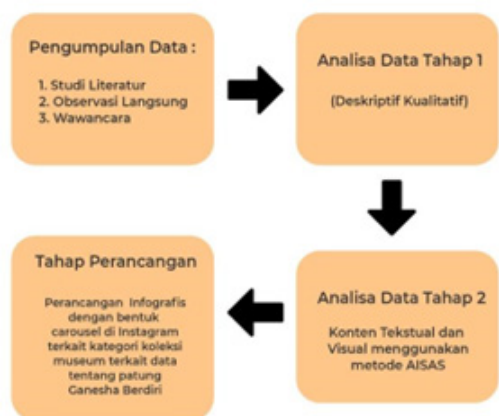 Pengumpulan Data :
1. Studi Literatur
2. Observasi Langsung
3. Wawancara
Analisa Data Tahap 1
(Deskriptif Kualitatif)
Analisa Data Tahap 2
Konten Tekstual dan
Visual menggunakan
metode AISAS
Tahap Perancangan
Perancangan Infografis
dengan bentuk
carousel di Instagram
terkait kategori koleksi
museum terkait data
tentang patung
Ganesha Berdiri